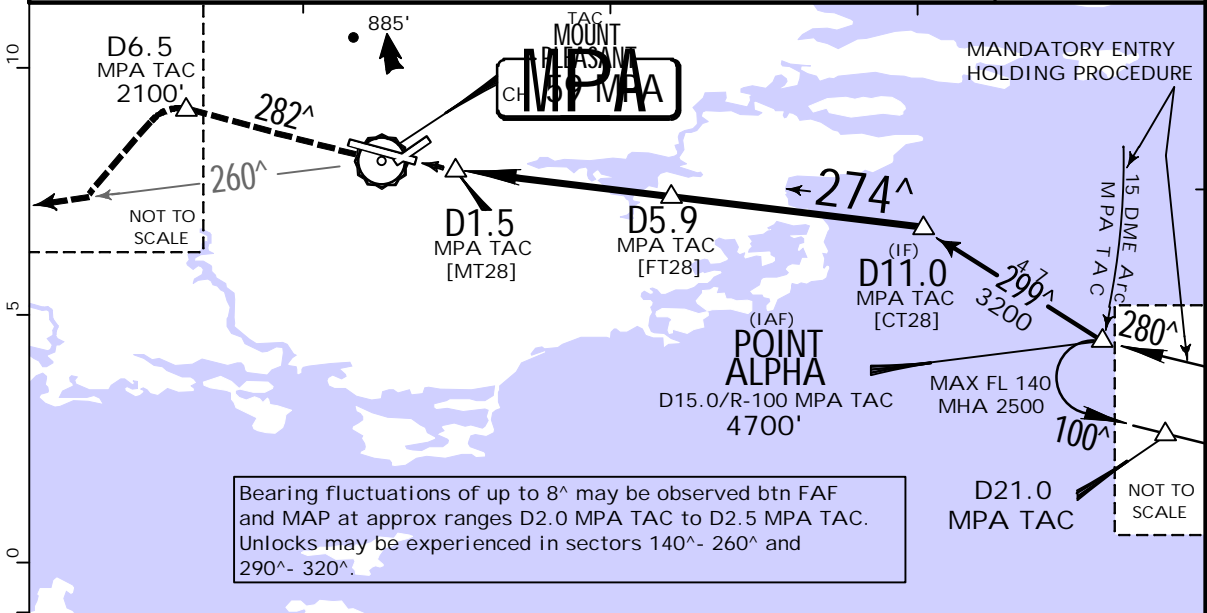 885'
TAC
MOUNT
PLEASANT
CH 59 MPA
MPA
D6.5
MPA TAC
2100'
282^
260^
NOT TO
SCALE
MANDATORY ENTRY
HOLDING PROCEDURE
10
5
0
D1.5
MPA TAC
[MT28]
D5.9
MPA TAC
[FT28]
274^
(IF)
D11.0
MPA TAC
[CT28]
4.7
299^
3200
15 DME Arc
MPA TAC
280^
(IAF)
POINT
ALPHA
D15.0/R-100 MPA TAC
4700'
MAX FL 140
MHA 2500
100^
D21.0
MPA TAC
NOT TO
SCALE
Bearing fluctuations of up to 8^ may be observed btn FAF
and MAP at approx ranges D2.0 MPA TAC to D2.5 MPA TAC.
Unlocks may be experienced in sectors 140^- 260^ and
290^- 320^.